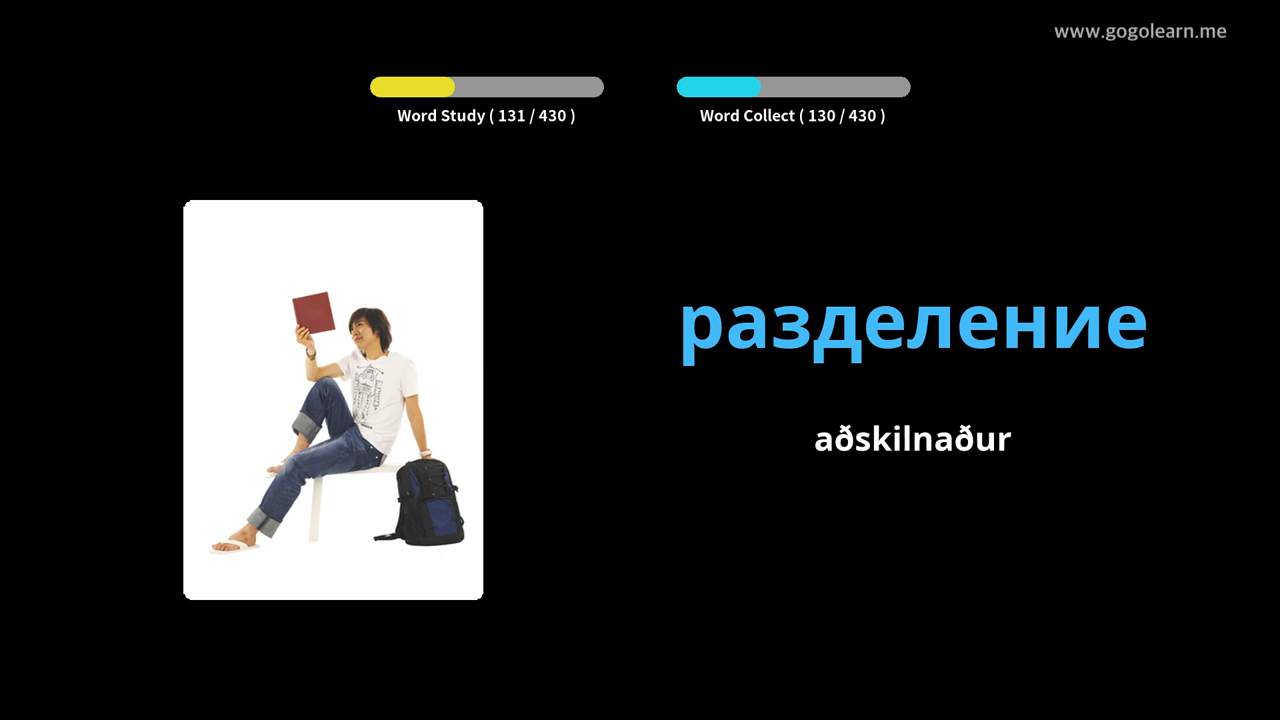 www.gogolearn.me
Word Study ( 131 / 430 )
Word Collect ( 130 / 430 )
разделение
aðskilnaður